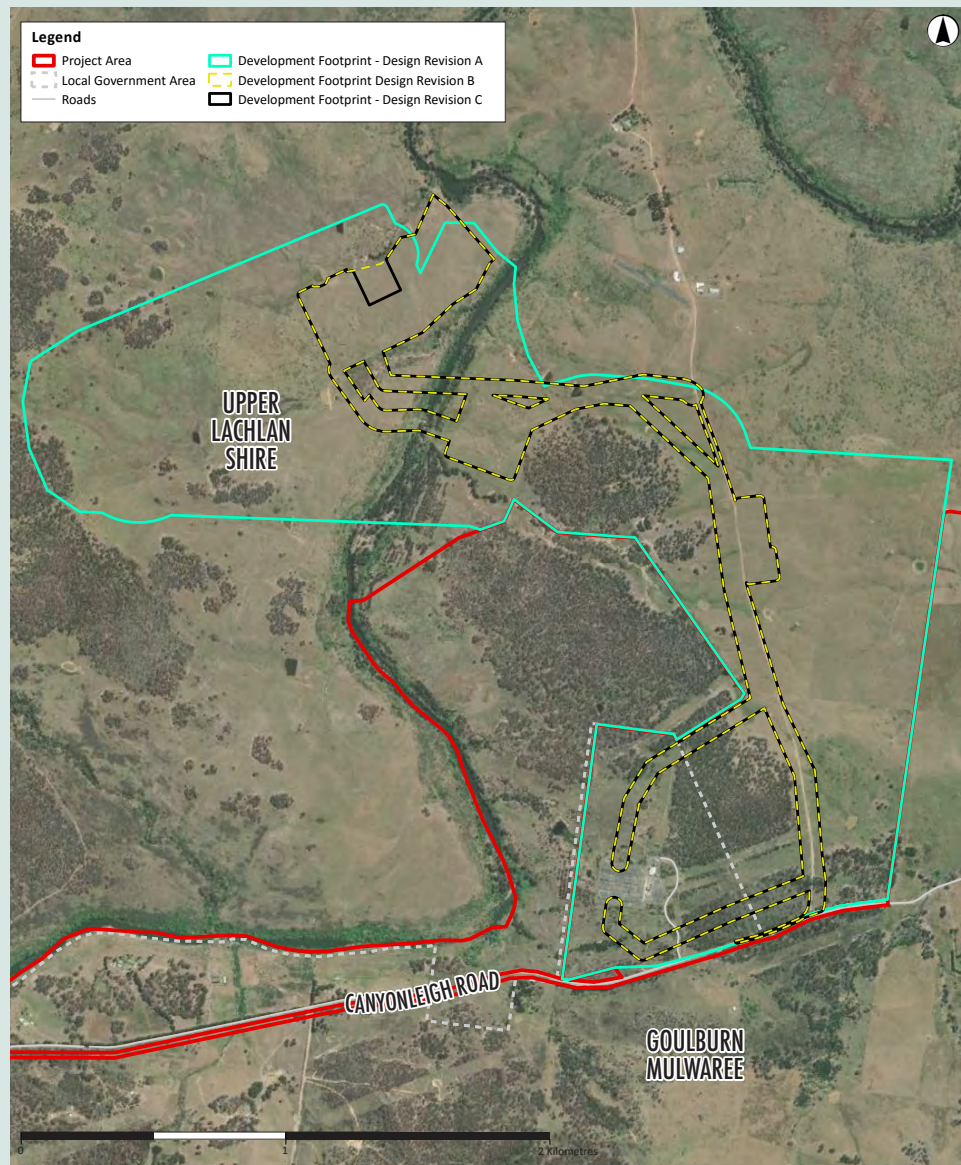 Legend
Project Area
Local Government Area
Roads
Development Footprint - Design Revision A
Development Footprint Design Revision B
Development Footprint - Design Revision C
UPPER
LACHLAN
SHIRE
CANYONLEIGH ROAD
GOULBURN
MULWAREE
0 1 2 Kilometres